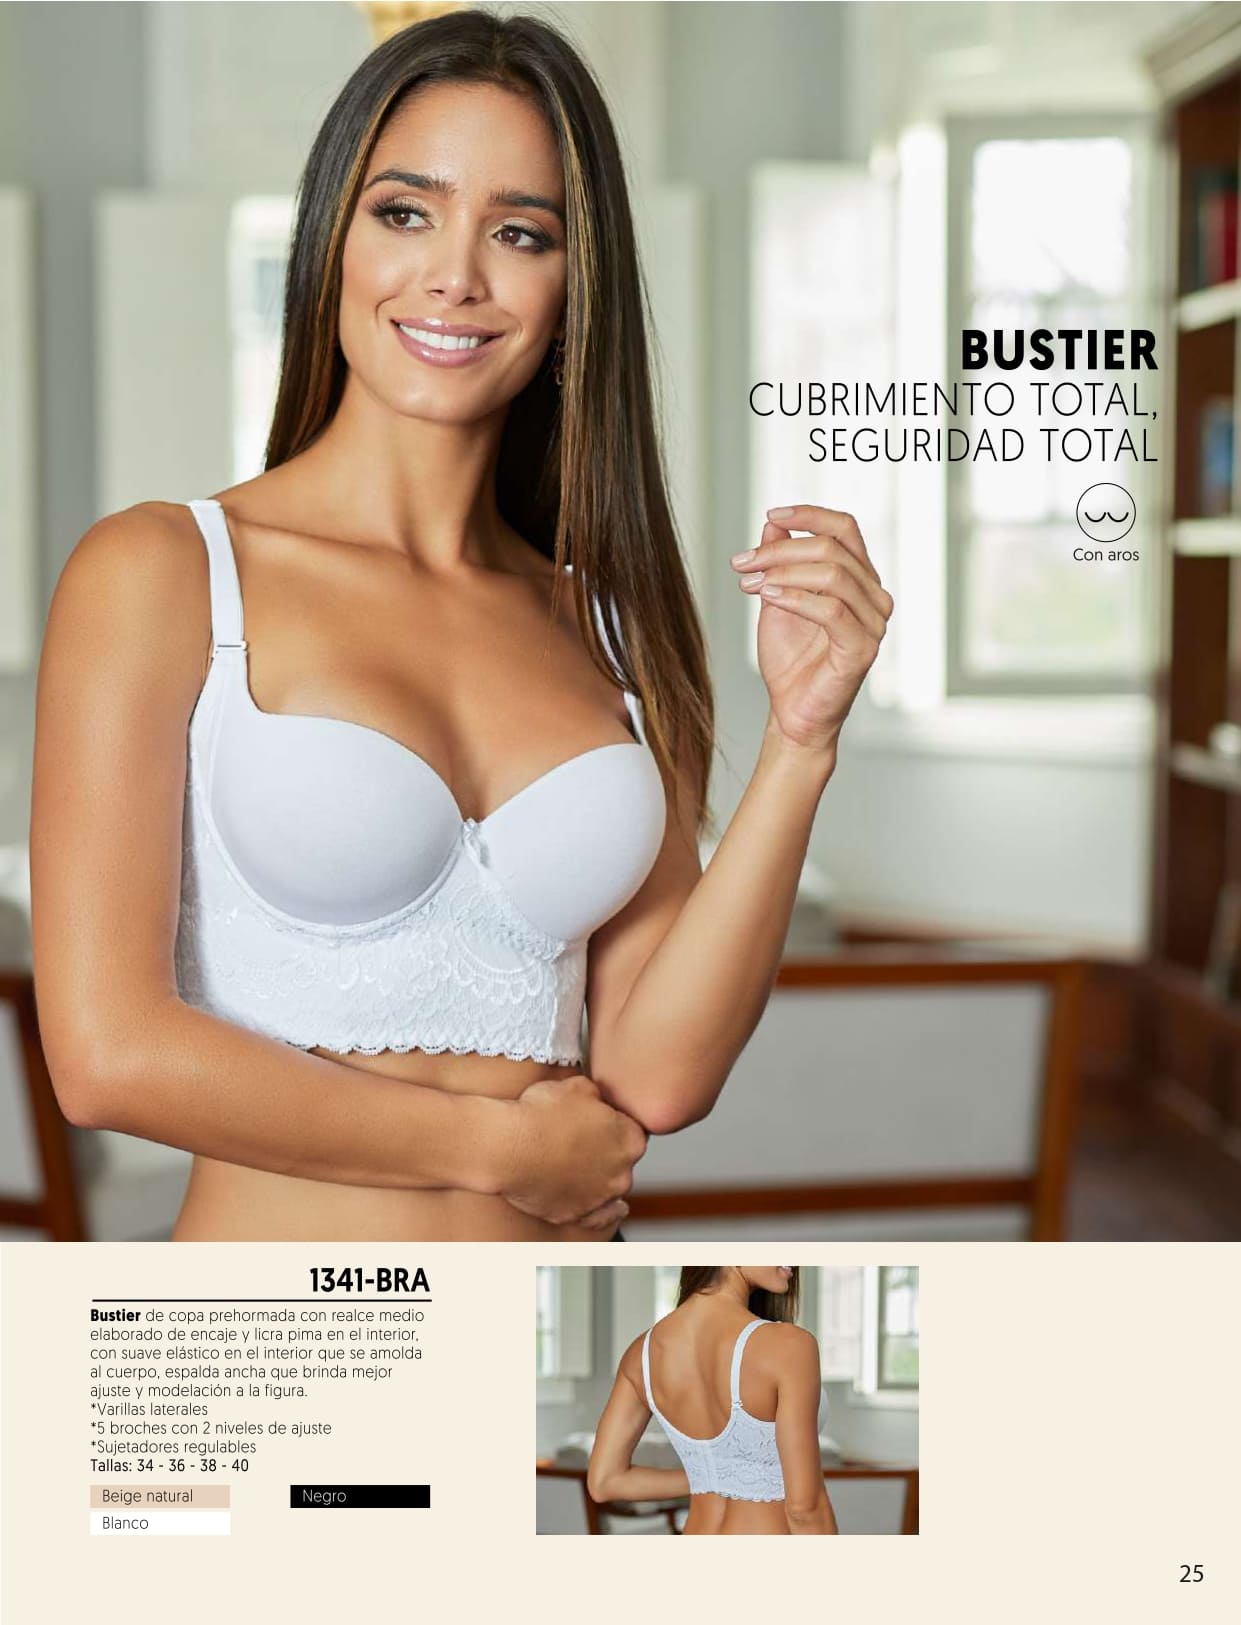 BUSTIER
CUBRIMIENTO TOTAL,
SEGURIDAD TOTAL
Con aros
1341-BRA
Bustier de copa prehormada con realce medio
elaborado de encaje y licra pima en el interior,
con suave elástico en el interior que se amolda
al cuerpo, espalda ancha que brinda mejor
ajuste y modelación a la figura.
*Varillas laterales
*5 broches con 2 niveles de ajuste
*Sujetadores regulables
Tallas: 34 - 36 - 38 - 40
Beige natural
Negro
Blanco
25